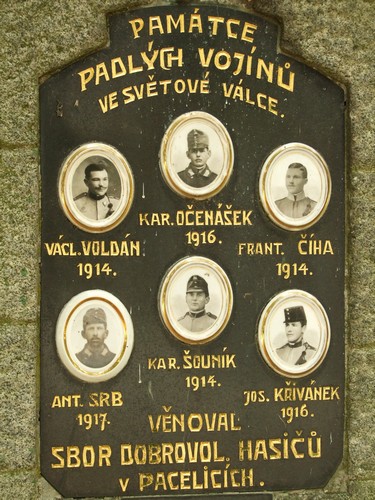 PAMÁTCE
PADLÝCH VOJÍNŮ
VE SVĚTOVÉ VÁLCE.
KAR. OČENÁŠEK
1916.
VÁCL. VOLDÁN
1914.
FRANT. ČÍHA
1914.
KAR. ŠOUNÍK
1914.
ANT. SRB
1917.
JOS. KŘIVÁNEK
1916.
VĚNOVAL
SBOR DOBROVOL. HASIČŮ
V PACELICÍCH.